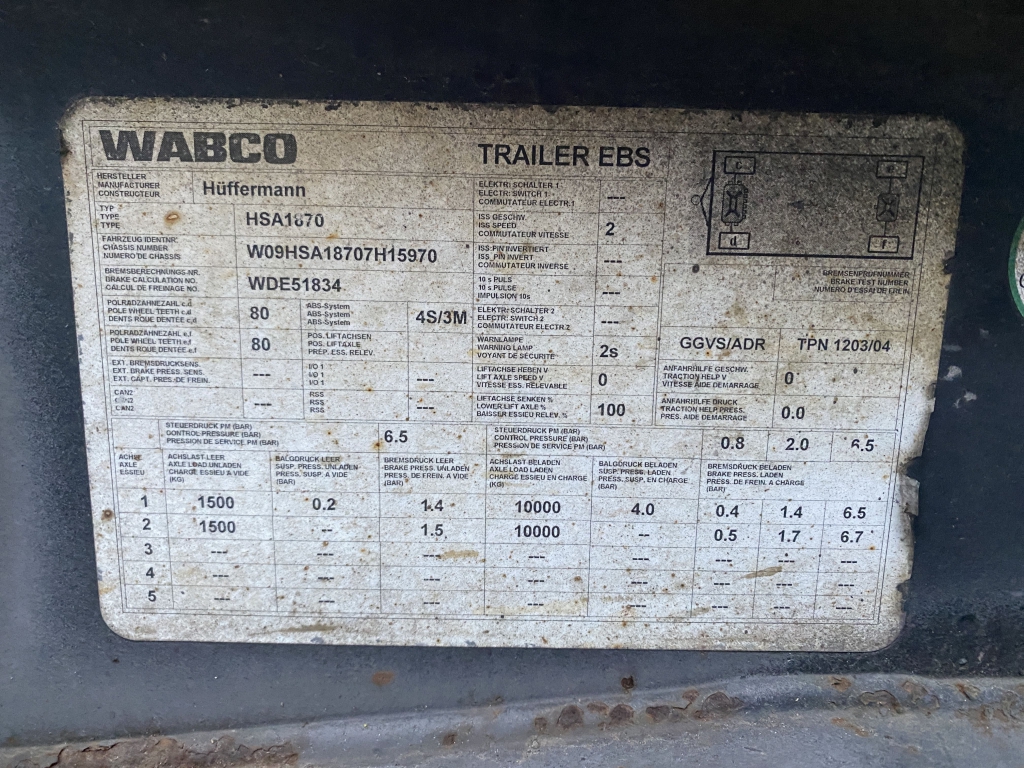 WABCO
TRAILER EBS
HERSTELLER
MANUFACTURER
CONSTRUCTEUR
Hüffermann
TYP
TYPE
TYPE
HSA1870
FAHRZEUG IDENTNR.
CHASSIS NUMBER
NUMERO DE CHASSIS
W09HSA18707H15970
BREMSBERECHNUNGS-NR.
BRAKE CALCULATION NO.
CALCUL DE FREINAGE NO.
WDE51834
POLRADZAHNEZAHL c.d
POLE WHEEL TEETH c.d
DENTS ROUE DENTÉE c.d
80
ABS-System
ABS-System
ABS-System
4S/3M
POLRADZAHNEZAHL e.f
POLE WHEEL TEETH e.f
DENTS ROUE DENTÉE e.f
80
POS. LIFTACHSEN
POS. LIFTAXLE
PREP. ESS. RELEV.
EXT. BREMSDRUCKSENS.
EXT. BRAKE PRESS. SENS.
EXT. CAPT. PRES. DE FREIN.
---
I/O 1
I/O 1
I/O 1
---
CAN2
CAN2
CAN2
---
RSS
RSS
RSS
---
ELEKTR. SCHALTER 1
ELECTR. SWITCH 1
COMMUTATEUR ELECTR.1
---
ISS GESCHW.
ISS SPEED
COMMUTATEUR VITESSE
2
ISS.PIN INVERTIERT
ISS. PIN INVERT
COMMUTATEUR INVERSE
---
10 s PULS
10 s PULSE
IMPULSION 10s
---
ELEKTR. SCHALTER 2
ELECTR. SWITCH 2
COMMUTATEUR ELECTR.2
---
WARNLAMPE
WARNING LAMP
VOYANT DE SÉCURITÉ
2s
LIFTACHSE HEBEN V
LIFT AXLE SPEED V
VITESSE ESS. RELEVABLE
0
LIFTACHSE SENKEN %
LOWER LIFT AXLE %
BAISSER ESSIEU RELEV. %
100
c
e
d
f
BREMSENPRÜFNUMMER
BRAKE TEST NUMBER
NUMERO D'ESSAI DE FREIN
GGVS/ADR
TPN 1203/04
ANFAHRHILFE GESCHW.
TRACTION HELP V
VITESSE AIDE DEMARRAGE
0
ANFAHRHILFE DRUCK
TRACTION HELP PRESS.
PRES. AIDE DEMARRAGE
0.0
STEUERDRUCK PM (BAR)
CONTROL PRESSURE (BAR)
PRESSION DE SERVICE PM (BAR)
6.5
STEUERDRUCK PM (BAR)
CONTROL PRESSURE (BAR)
PRESSION DE SERVICE PM (BAR)
0.8 2.0 6.5
ACHSE
AXLE
ESSIEU
ACHSLAST LEER
AXLE LOAD UNLADEN
CHARGE ESSIEU A VIDE
(KG)
BALGDRUCK LEER
SUSP. PRESS. UNLADEN
PRESS. SUSP. A VIDE
(BAR)
BREMSDRUCK LEER
BRAKE PRESS. UNLADEN
PRESS. DE FREIN. A VIDE
(BAR)
ACHSLAST BELADEN
AXLE LOAD LADEN
CHARGE ESSIEU EN CHARGE
(KG)
BALGDRUCK BELADEN
SUSP. PRESS. LADEN
PRESS. SUSP. EN CHARGE
(BAR)
BREMSDRUCK BELADEN
BRAKE PRESS. LADEN
PRESS. DE FREIN. A CHARGE
(BAR)
1 1500 0.2 1.4 10000 4.0 0.4 1.4 6.5
2 1500 -- 1.5 10000 -- 0.5 1.7 6.7
3 --- --- --- --- --- --- --- ---
4 --- --- --- --- --- --- --- ---
5 --- --- --- --- --- --- --- ---